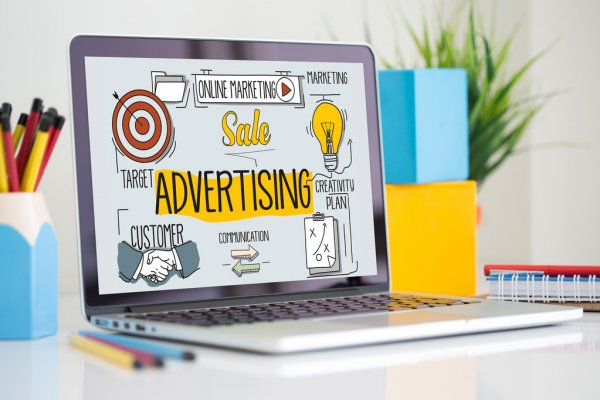 ONLINE MARKETING
MARKETING
Sale
TARGET
ADVERTISING
CREATIVITY
PLAN
CUSTOMER
COMMUNICATION
X
X
O